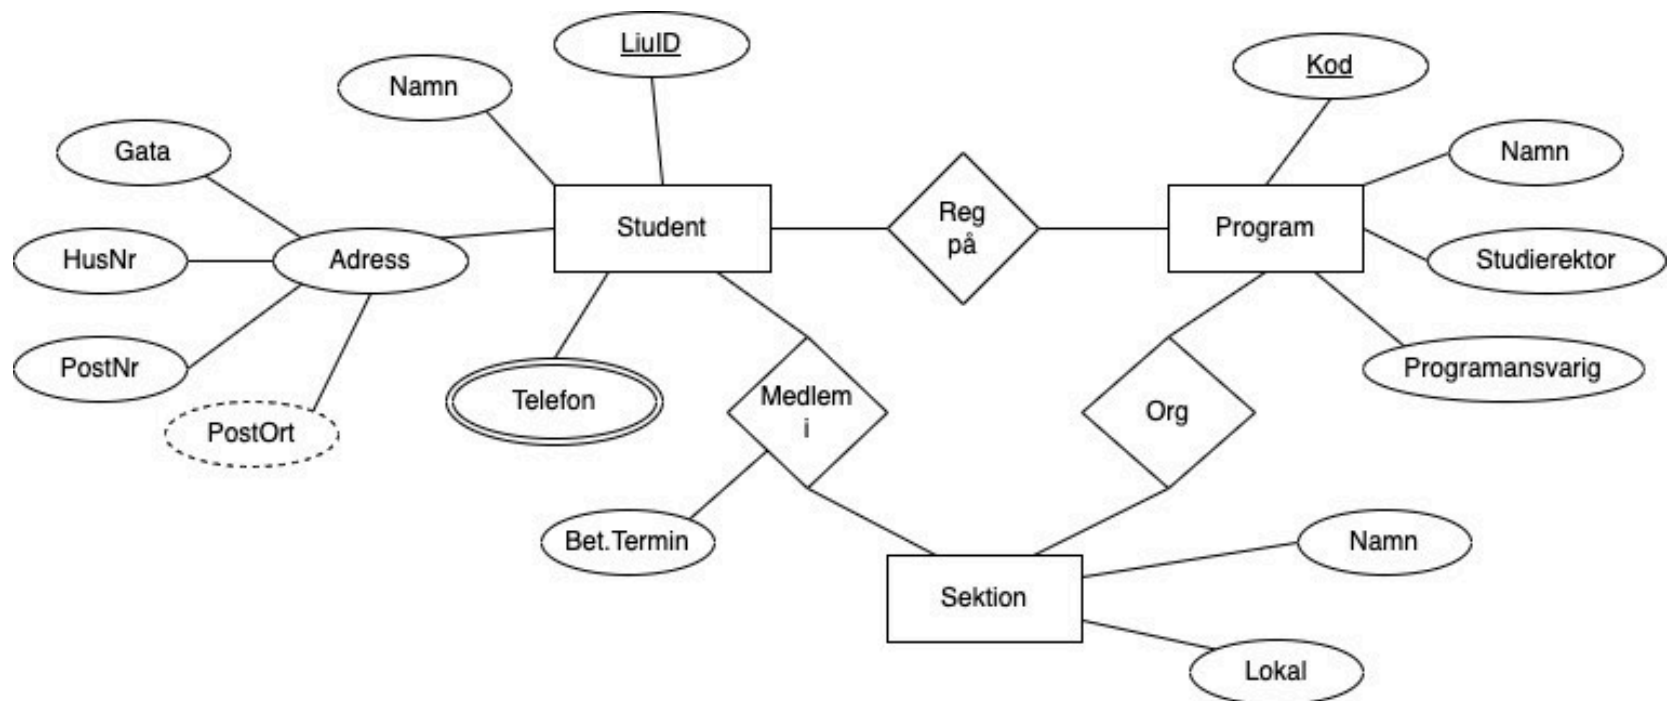 LiuID
Kod
Namn
Gata
Namn
Student
Reg
på
Program
HusNr
Adress
Studierektor
PostNr
Programansvarig
Telefon
Medlem
i
Org
PostOrt
Bet.Termin
Namn
Sektion
Lokal